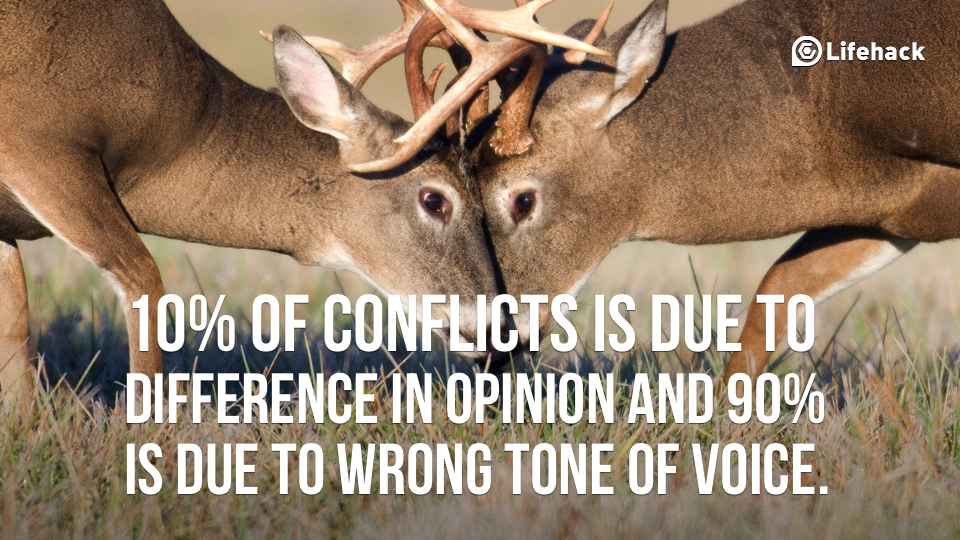 Lifehack
10% OF CONFLICTS IS DUE TO
DIFFERENCE IN OPINION AND 90%
IS DUE TO WRONG TONE OF VOICE.